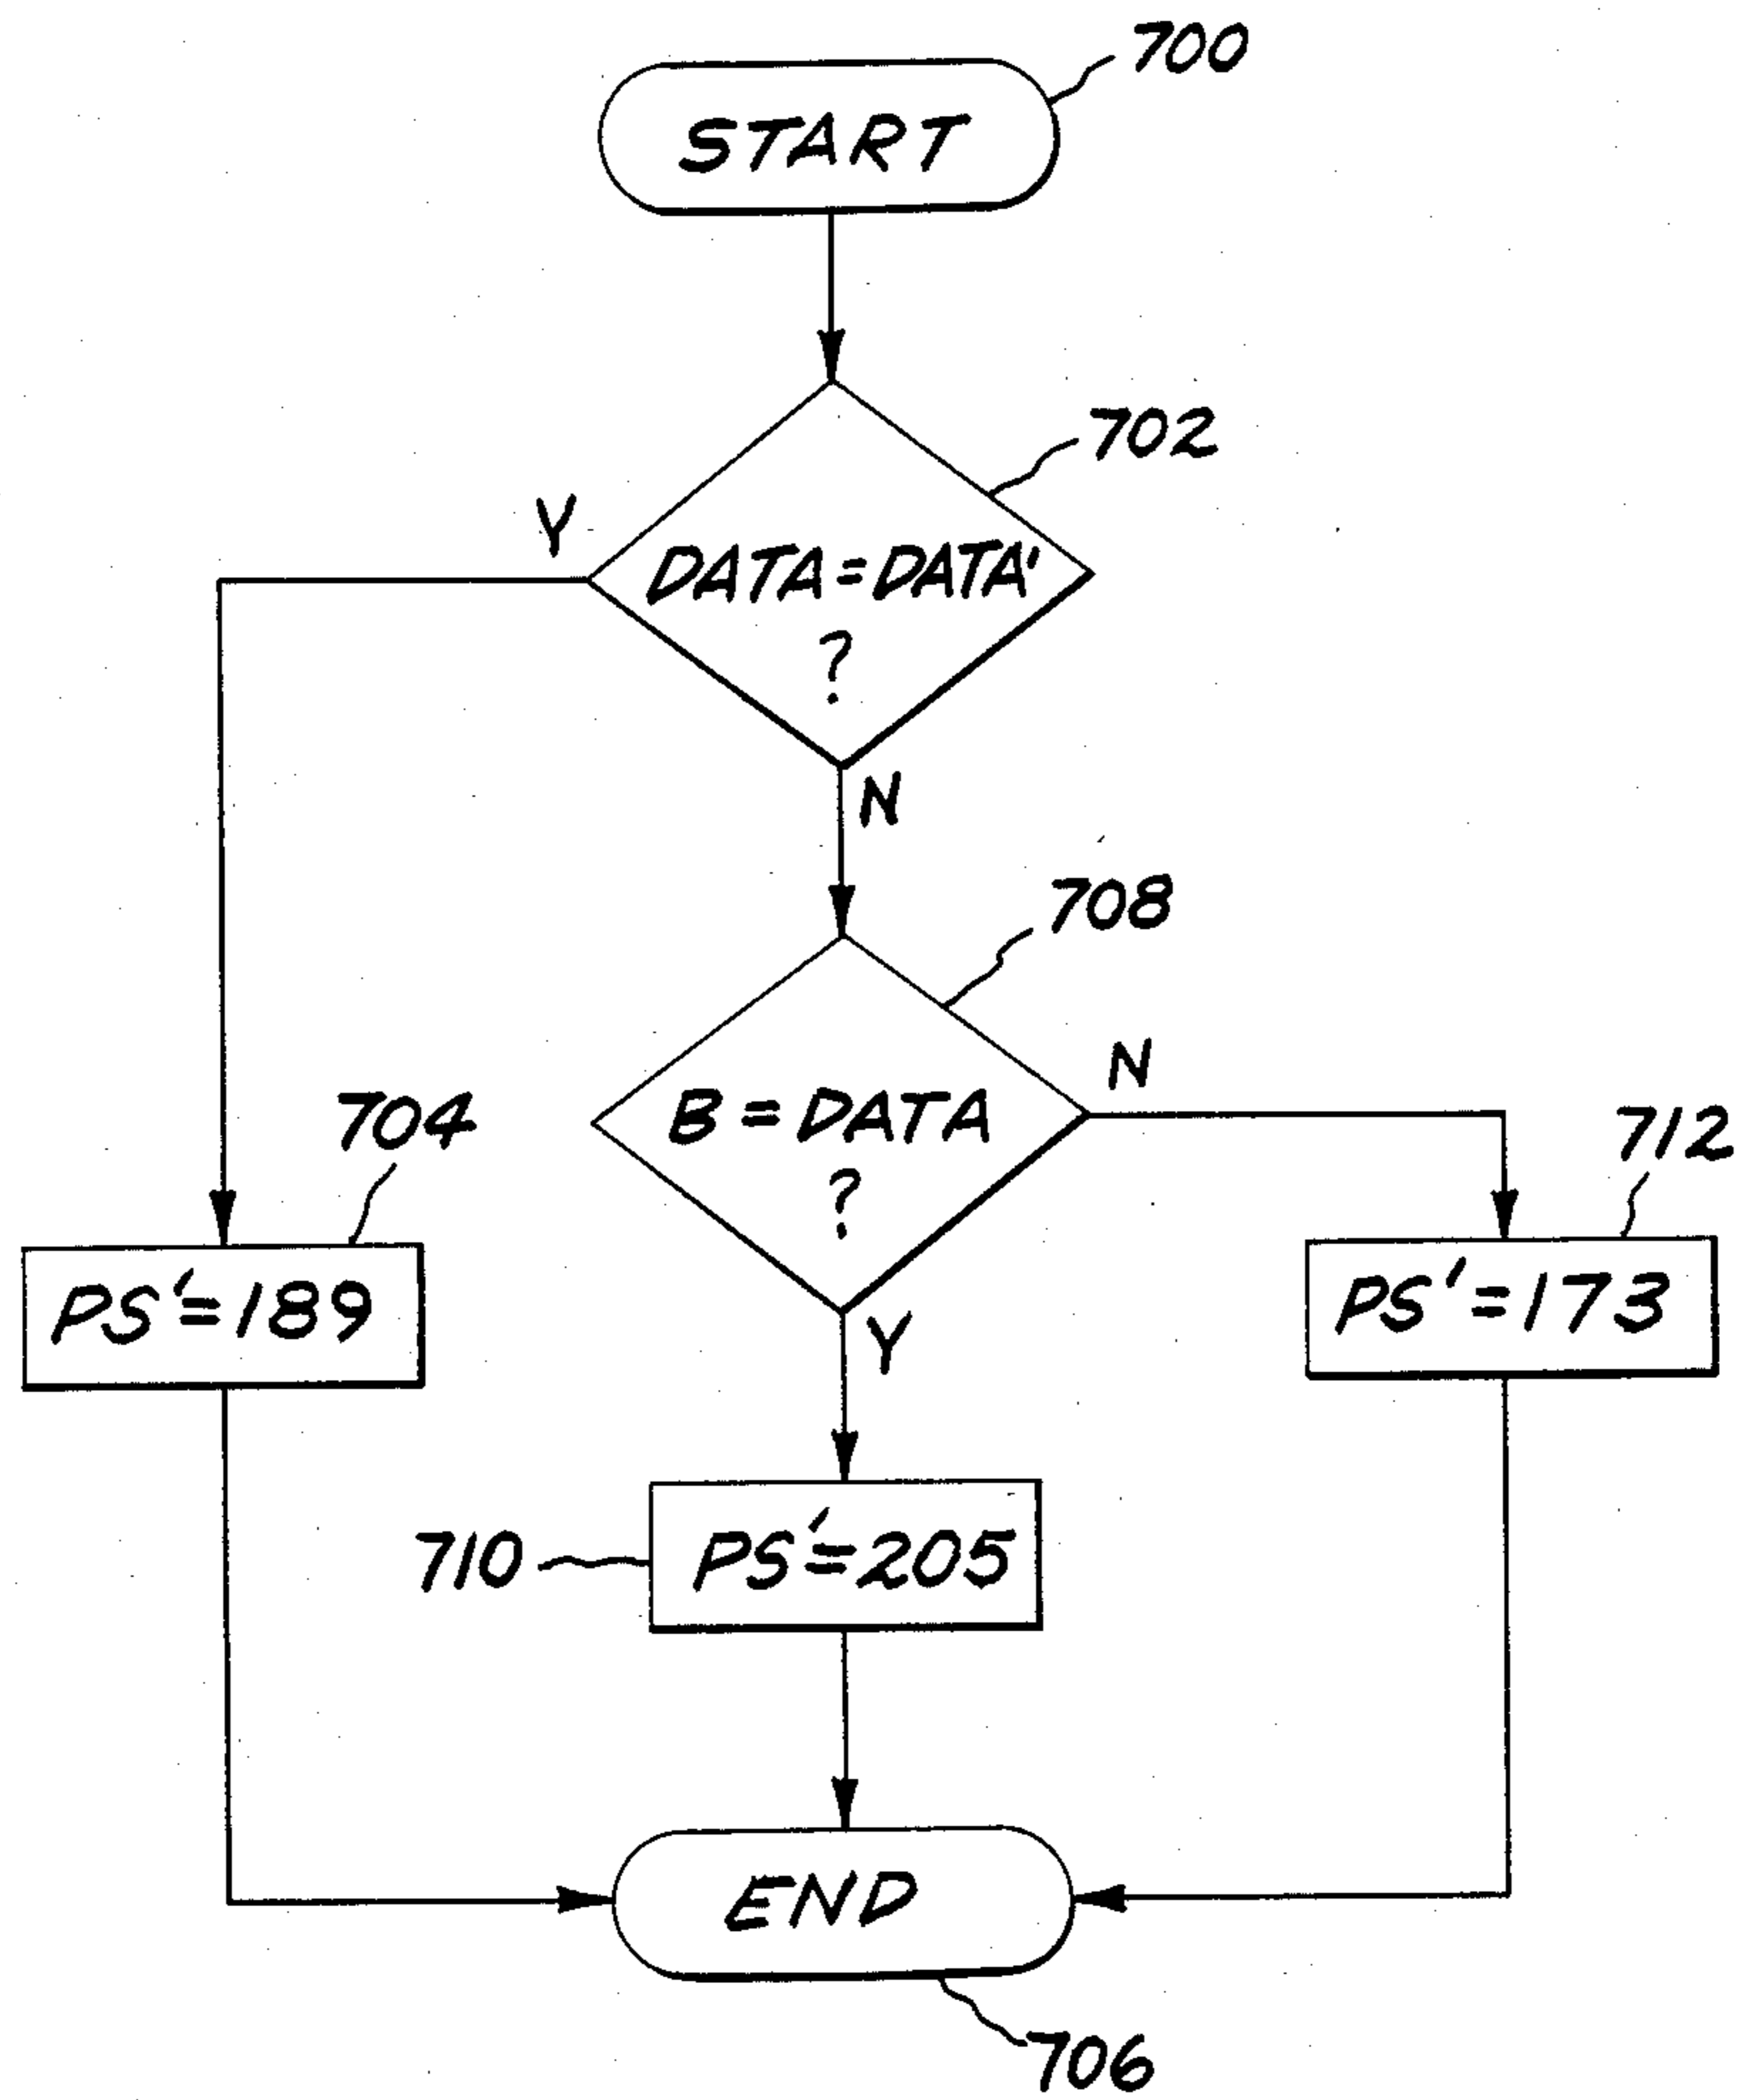 700
START
702
Y
DATA=DATA'
?
N
708
N
B=DATA
?
704
712
PS'=189
PS'=173
Y
710
PS'=205
END
706